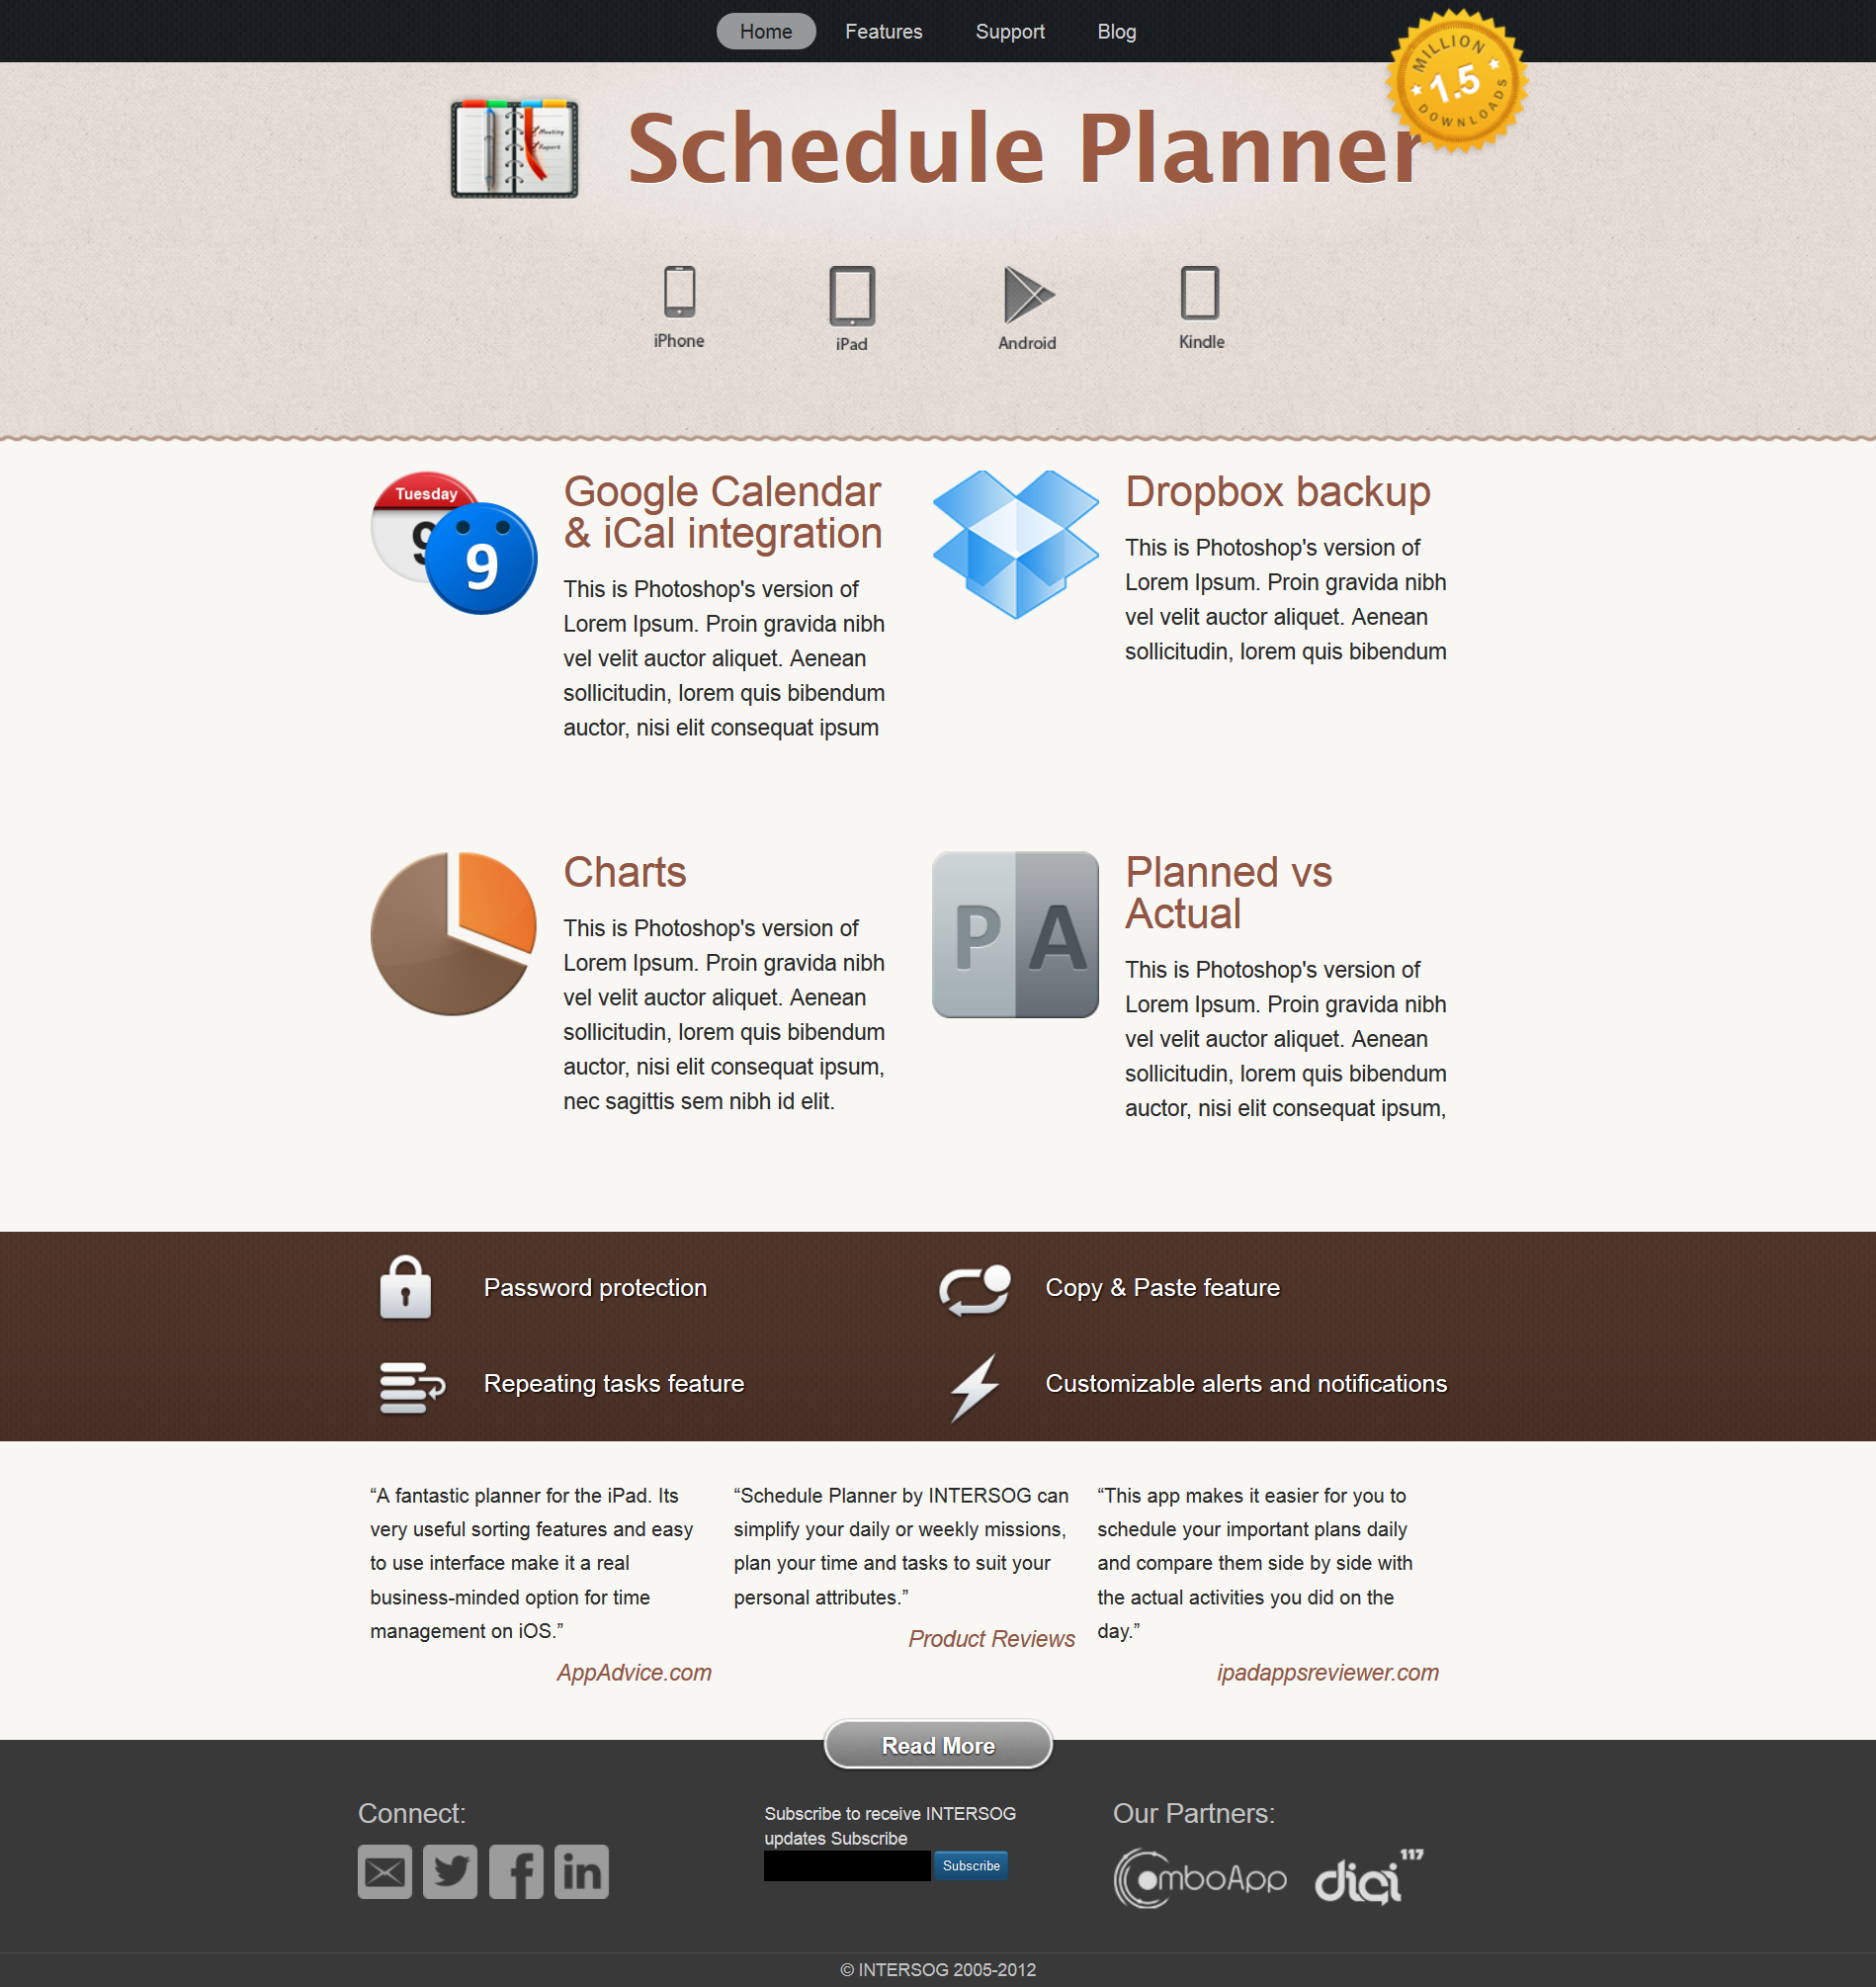 Home Features Support Blog
MILLION
1.5
DOWNLOADS
Meeting
Report
Schedule Planner
iPhone iPad Android Kindle
Tuesday
9
9
Google Calendar
& iCal integration
This is Photoshop's version of
Lorem Ipsum. Proin gravida nibh
vel velit auctor aliquet. Aenean
sollicitudin, lorem quis bibendum
auctor, nisi elit consequat ipsum
Dropbox backup
This is Photoshop's version of
Lorem Ipsum. Proin gravida nibh
vel velit auctor aliquet. Aenean
sollicitudin, lorem quis bibendum
Charts
This is Photoshop's version of
Lorem Ipsum. Proin gravida nibh
vel velit auctor aliquet. Aenean
sollicitudin, lorem quis bibendum
auctor, nisi elit consequat ipsum,
nec sagittis sem nibh id elit.
P A
Planned vs
Actual
This is Photoshop's version of
Lorem Ipsum. Proin gravida nibh
vel velit auctor aliquet. Aenean
sollicitudin, lorem quis bibendum
auctor, nisi elit consequat ipsum,
Password protection
Copy & Paste feature
Repeating tasks feature
Customizable alerts and notifications
“A fantastic planner for the iPad. Its
very useful sorting features and easy
to use interface make it a real
business-minded option for time
management on iOS.”
AppAdvice.com
“Schedule Planner by INTERSOG can
simplify your daily or weekly missions,
plan your time and tasks to suit your
personal attributes.”
Product Reviews
“This app makes it easier for you to
schedule your important plans daily
and compare them side by side with
the actual activities you did on the
day.”
ipadappsreviewer.com
Read More
Connect:
f in
Subscribe to receive INTERSOG
updates Subscribe
Subscribe
Our Partners:
ComboApp
digi 117
© INTERSOG 2005-2012